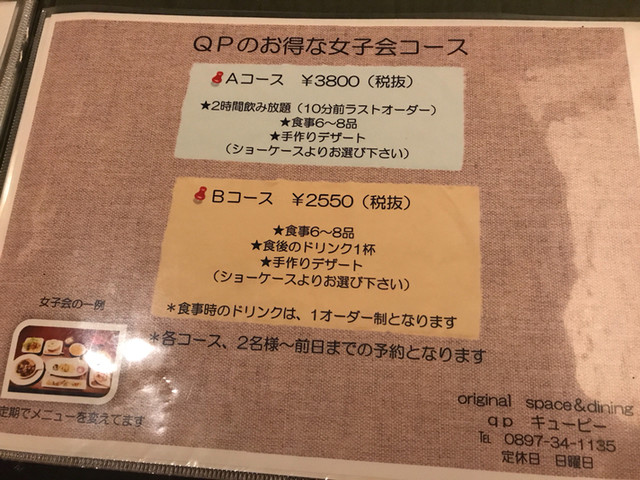 QPのお得な女子会コース
Aコース ￥3800（税抜）
★2時間飲み放題（10分前ラストオーダー）
★食事6～8品
★手作りデザート
（ショーケースよりお選び下さい）
Bコース ￥2550（税抜）
★食事6～8品
★食後のドリンク1杯
★手作りデザート
（ショーケースよりお選び下さい）
＊食事時のドリンクは、1オーダー制となります
＊各コース、2名様～前日までの予約となります
女子会の一例
定期でメニューを変えてます
original space＆dining
qp キューピー
℡ 0897-34-1135
定休日 日曜日